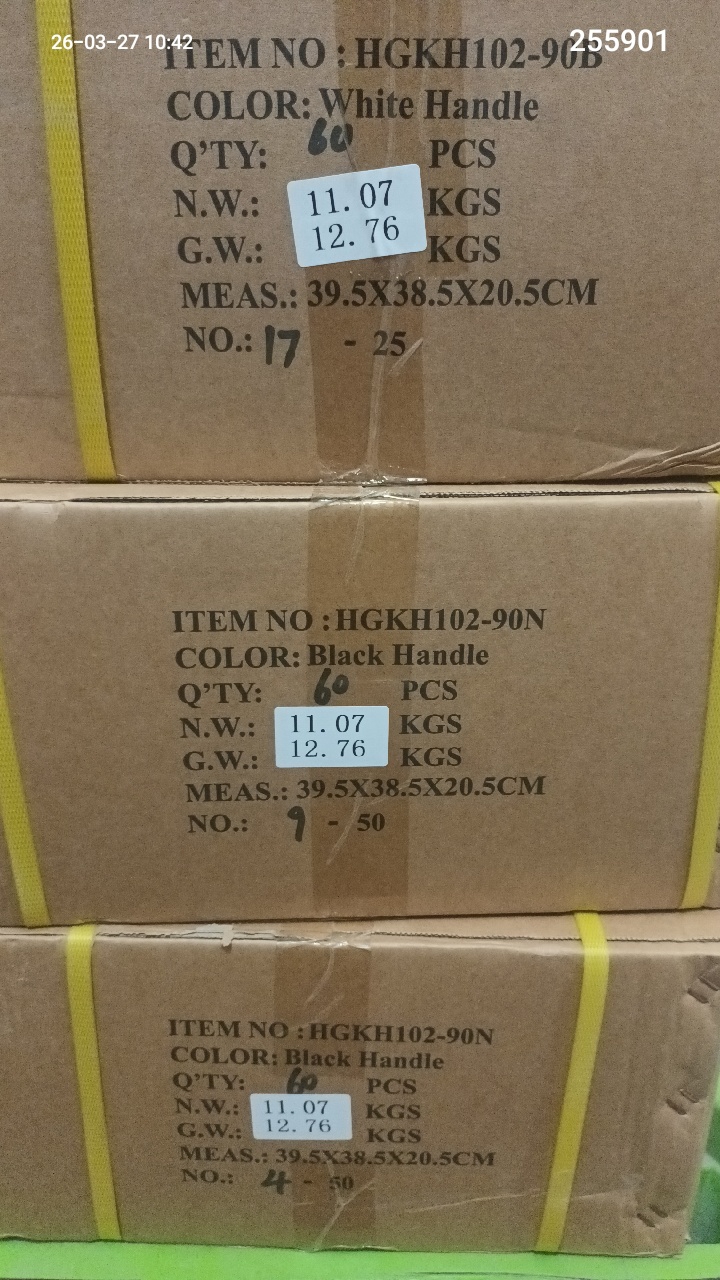 26-03-27 10:42
255901
ITEM NO : HGKH102-90B
COLOR: White Handle
Q'TY: 60 PCS
N.W.: 11.07 KGS
G.W.: 12.76 KGS
MEAS.: 39.5X38.5X20.5CM
NO.: 17 - 25
ITEM NO : HGKH102-90N
COLOR: Black Handle
Q'TY: 60 PCS
N.W.: 11.07 KGS
G.W.: 12.76 KGS
MEAS.: 39.5X38.5X20.5CM
NO.: 9 - 50
ITEM NO : HGKH102-90N
COLOR: Black Handle
Q'TY: 60 PCS
N.W.: 11.07 KGS
G.W.: 12.76 KGS
MEAS.: 39.5X38.5X20.5CM
NO.: 4 - 50